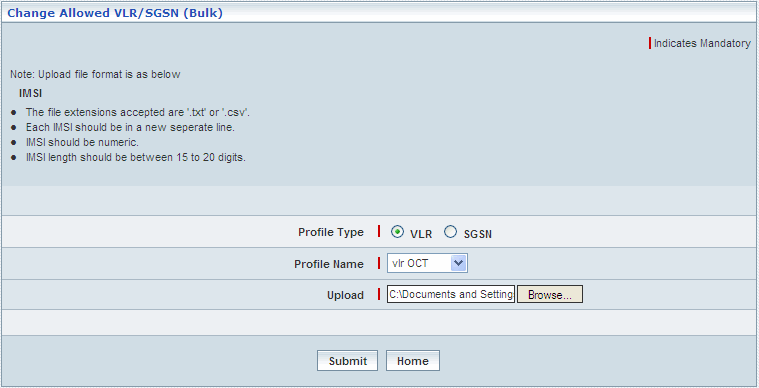 Change Allowed VLR/SGSN (Bulk)
Indicates Mandatory
Note: Upload file format is as below
IMSI
The file extensions accepted are '.txt' or '.csv'.
Each IMSI should be in a new seperate line.
IMSI should be numeric.
IMSI length should be between 15 to 20 digits.
Profile Type VLR SGSN
Profile Name vlr OCT
Upload C:\Documents and Setting Browse...
Submit Home